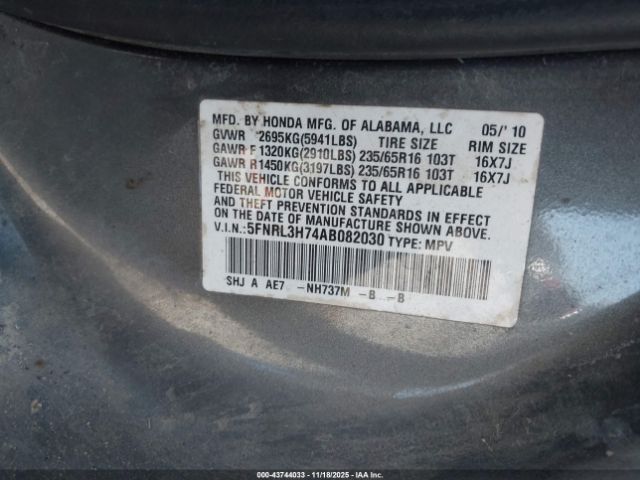 MFD. BY HONDA MFG. OF ALABAMA, LLC 05/'10
GVWR 2695KG(5941LBS) TIRE SIZE RIM SIZE
GAWR F 1320KG(2910LBS) 235/65R16 103T 16X7J
GAWR R 1450KG(3197LBS) 235/65R16 103T 16X7J
THIS VEHICLE CONFORMS TO ALL APPLICABLE
FEDERAL MOTOR VEHICLE SAFETY
AND THEFT PREVENTION STANDARDS IN EFFECT
ON THE DATE OF MANUFACTURE SHOWN ABOVE.
V.I.N.:5FNRL3H74AB082030 TYPE: MPV
SHJ A AE7 -NH737M -B -B
000-43744033 - 11/18/2025 - IAAI.COM